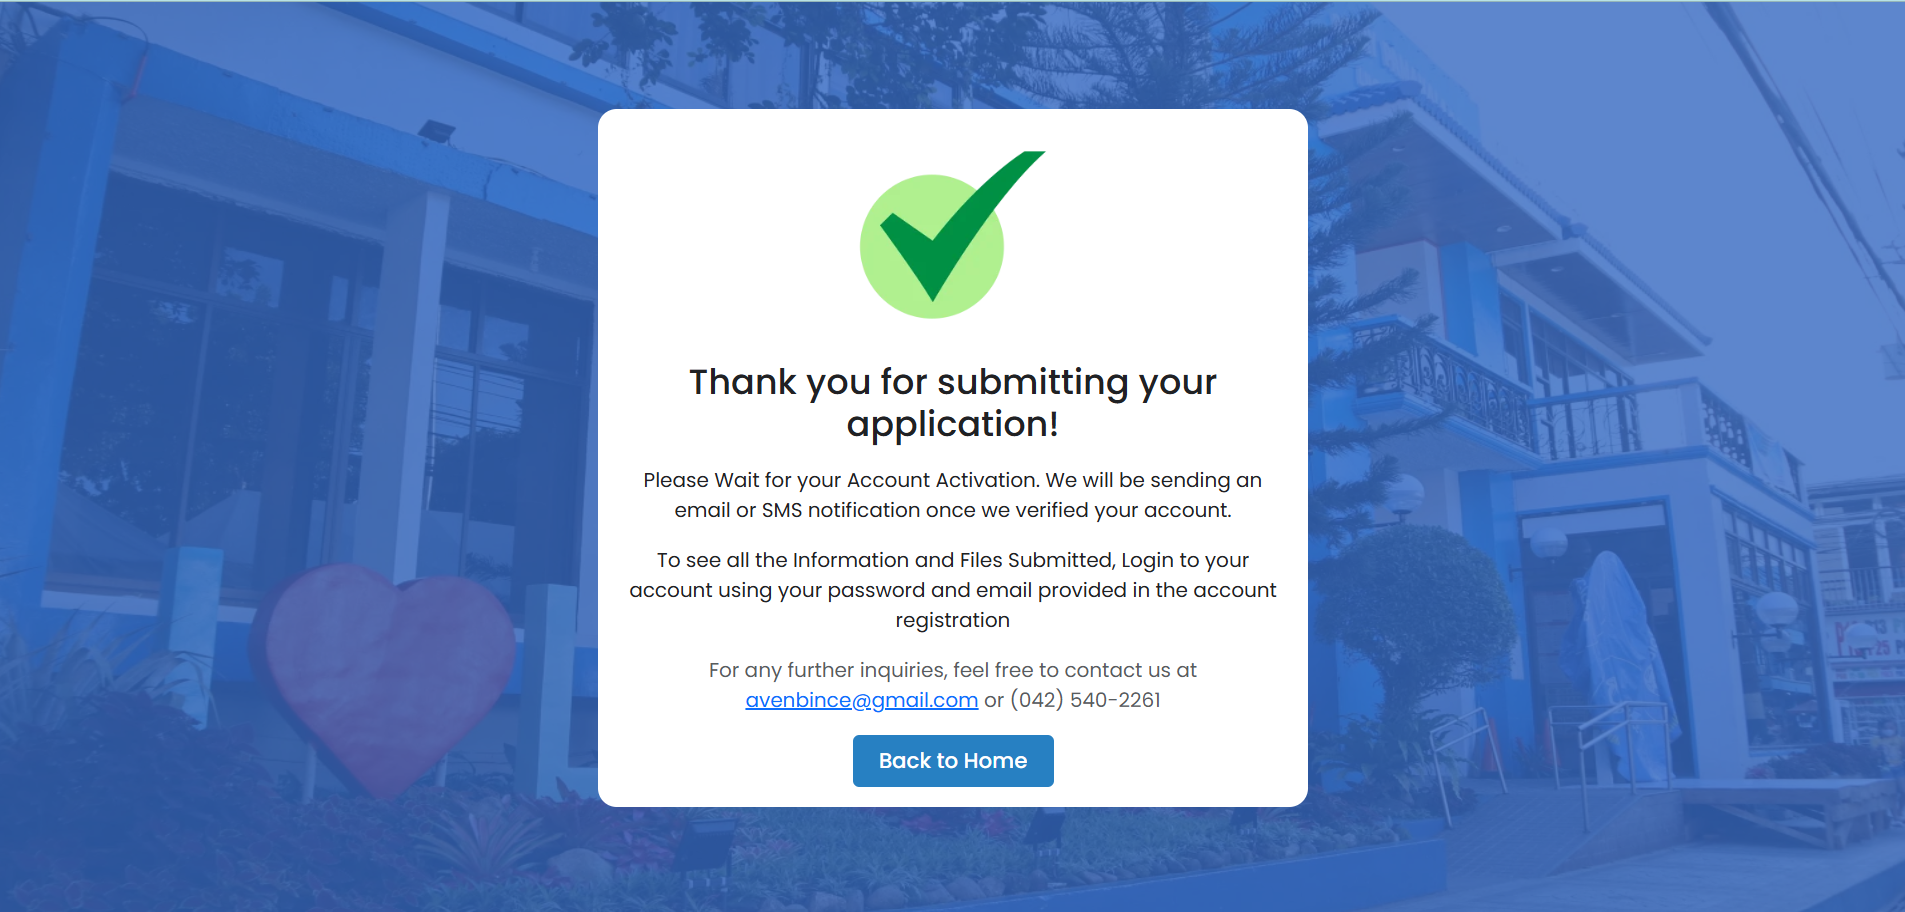 Thank you for submitting your
application!
Please Wait for your Account Activation. We will be sending an
email or SMS notification once we verified your account.
To see all the Information and Files Submitted, Login to your
account using your password and email provided in the account
registration
For any further inquiries, feel free to contact us at
avenbince@gmail.com or (042) 540-2261
Back to Home